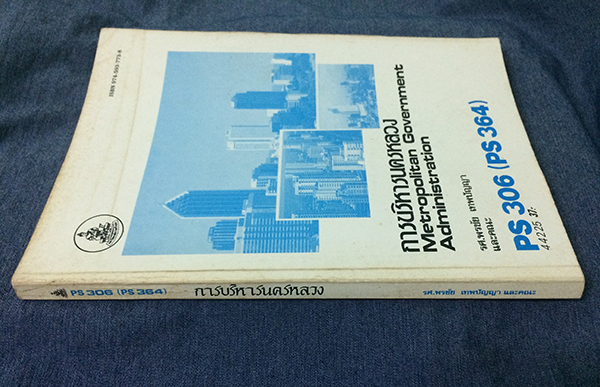 ISBN 974-593-773-8
การบริหารนครหลวง
Metropolitan Government
Administration
รศ.พรชัย เทพปัญญา
และคณะ
PS 306 (PS 364)
44225
PS 306 (PS 364) การบริหารนครหลวง รศ.พรชัย เทพปัญญา และคณะ